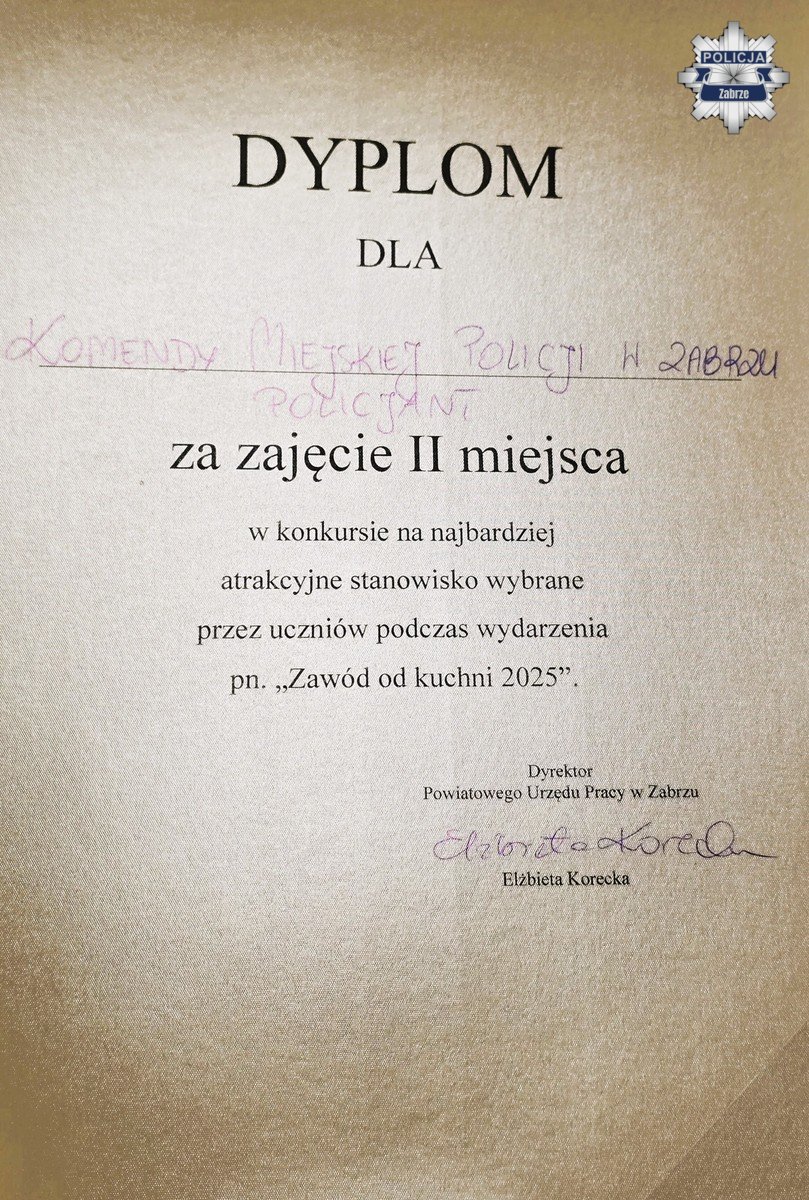 POLICJA
Zabrze
DYPLOM
DLA
KOMENDY MIEJSKIEJ POLICJI W ZABRZU
POLICJANT
za zajęcie II miejsca
w konkursie na najbardziej
atrakcyjne stanowisko wybrane
przez uczniów podczas wydarzenia
pn. „Zawód od kuchni 2025”.
Dyrektor
Powiatowego Urzędu Pracy w Zabrzu
Elżbieta Korecka
Elżbieta Korecka